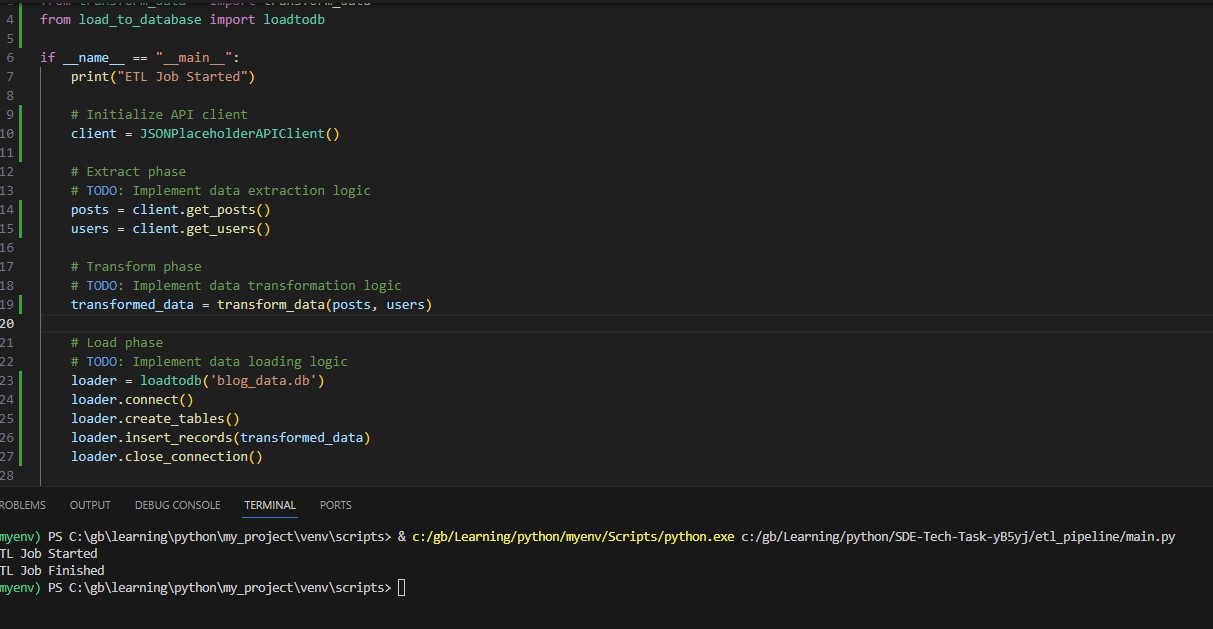 4 from load_to_database import loadtodb
5
6 if __name__ == "__main__":
7 print("ETL Job Started")
8
9 # Initialize API client
10 client = JSONPlaceholderAPIClient()
11
12 # Extract phase
13 # TODO: Implement data extraction logic
14 posts = client.get_posts()
15 users = client.get_users()
16
17 # Transform phase
18 # TODO: Implement data transformation logic
19 transformed_data = transform_data(posts, users)
20
21 # Load phase
22 # TODO: Implement data loading logic
23 loader = loadtodb('blog_data.db')
24 loader.connect()
25 loader.create_tables()
26 loader.insert_records(transformed_data)
27 loader.close_connection()
28
ROBLEMS OUTPUT DEBUG CONSOLE TERMINAL PORTS
myenv) PS C:\gb\learning\python\my_project\venv\scripts> & c:/gb/Learning/python/myenv/Scripts/python.exe c:/gb/Learning/python/SDE-Tech-Task-yB5yj/etl_pipeline/main.py
TL Job Started
TL Job Finished
myenv) PS C:\gb\learning\python\my_project\venv\scripts>